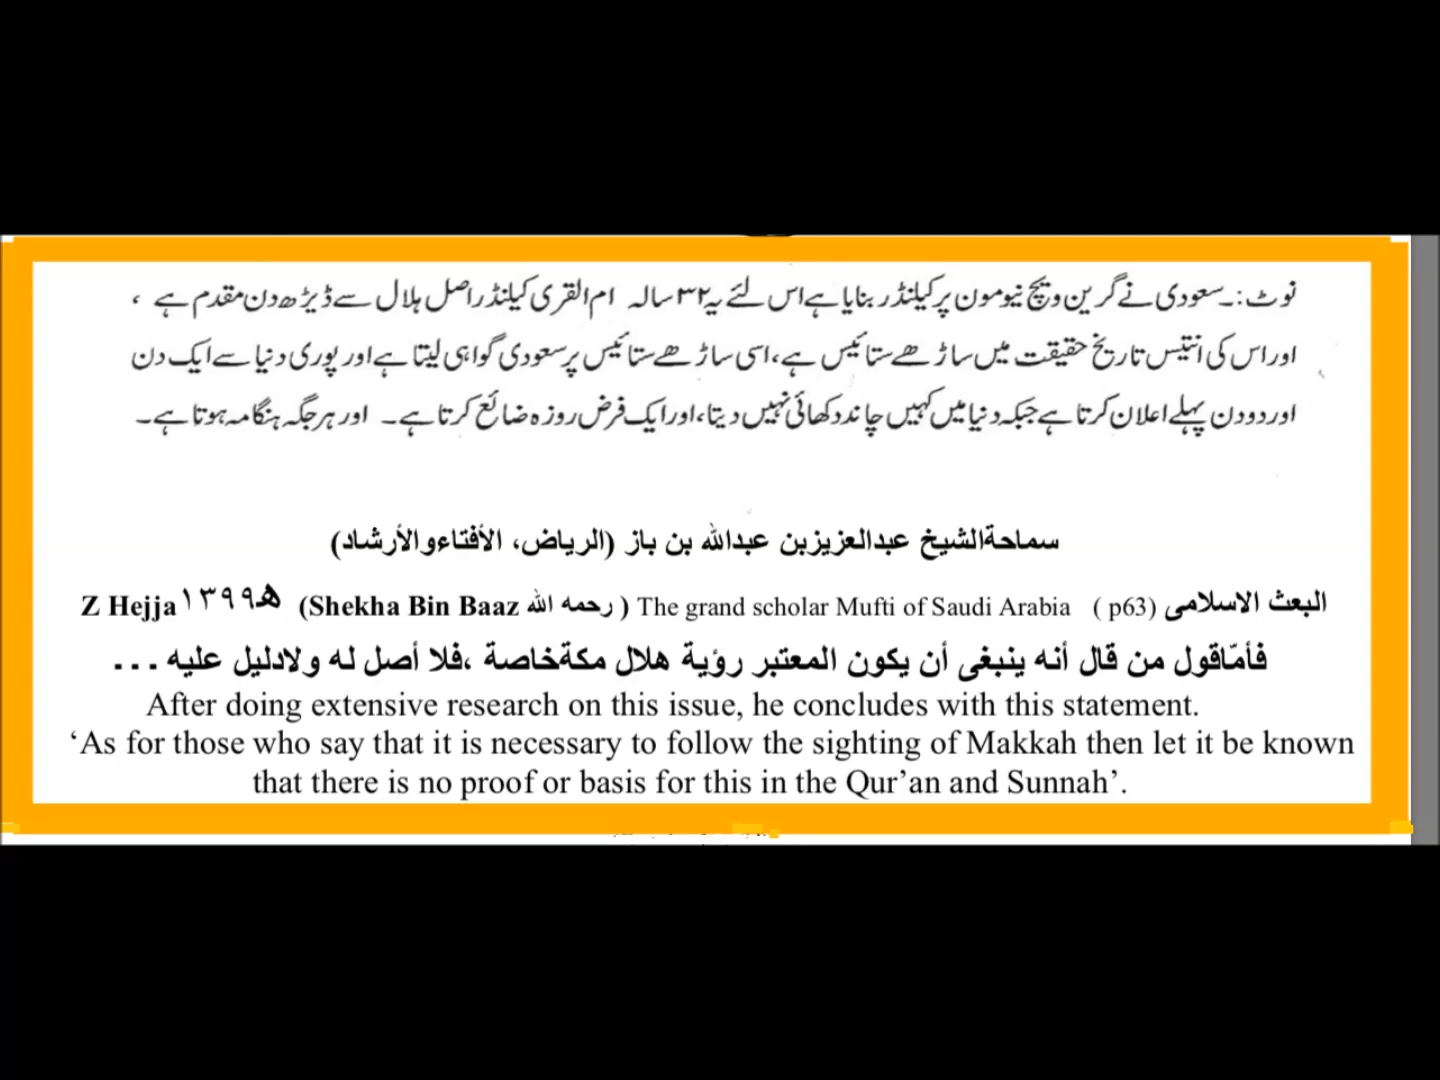 نوٹ:۔ سعودی نے گرین ویچ نیومون پر کیلنڈر بنایا ہے اس لئے یہ ۳۲ سالہ ام القری کیلنڈر اصل ہلال سے ڈیڑھ دن مقدم ہے ،
اور اس کی انتیس تاریخ حقیقت میں ساڑھے ستائیس ہے، اسی ساڑھے ستائیس پر سعودی گواہی لیتا ہے اور پوری دنیا سے ایک دن
اور دو دن پہلے اعلان کرتا ہے جبکہ دنیا میں کہیں چاند دکھائی نہیں دیتا، اور ایک فرض روزہ ضائع کرتا ہے۔ اور ہر جگہ ہنگامہ ہوتا ہے۔
سماحةالشيخ عبدالعزيزبن عبدالله بن باز (الرياض، الأفتاءوالأرشاد)
Z Hejja١٣٩٩ﻫ (Shekha Bin Baaz رحمه الله ) The grand scholar Mufti of Saudi Arabia ( p63) البعث الاسلامى
فأمّاقول من قال أنه ينبغى أن يكون المعتبر رؤية هلال مكةخاصة ،فلا أصل له ولادليل عليه ...
After doing extensive research on this issue, he concludes with this statement.
‘As for those who say that it is necessary to follow the sighting of Makkah then let it be known
that there is no proof or basis for this in the Qur’an and Sunnah’.